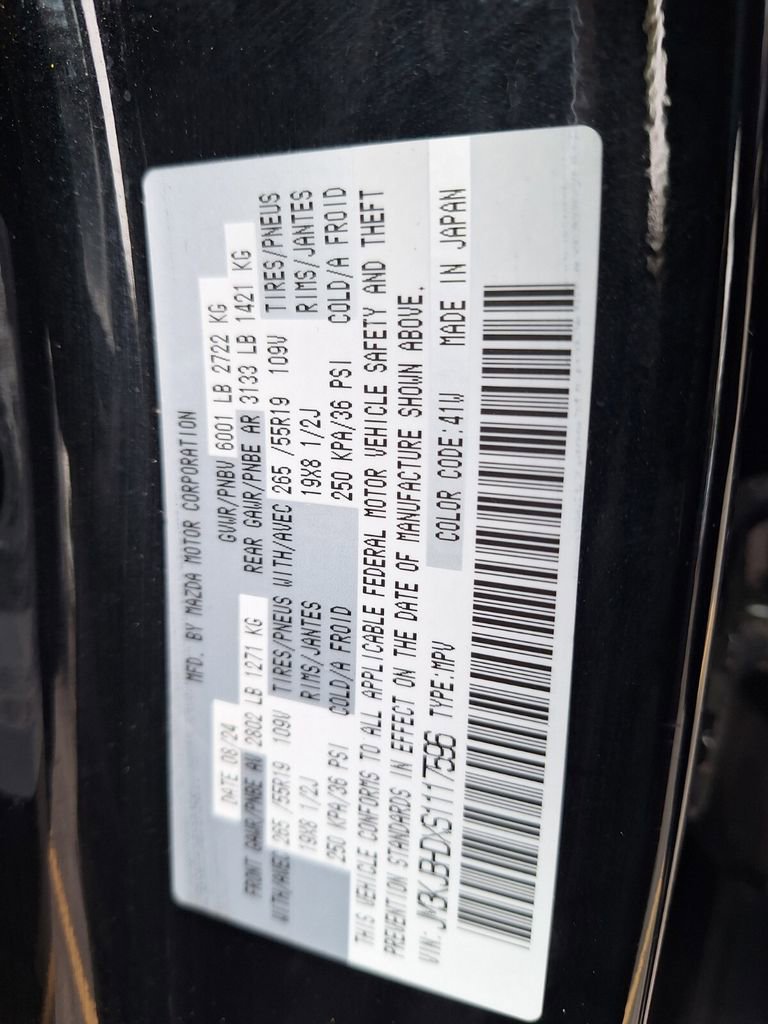 MFD. BY MAZDA MOTOR CORPORATION
DATE 08/24 GVWR/PNBV 6001 LB 2722 KG
FRONT GAWR/PNBE AV 2802 LB 1271 KG REAR GAWR/PNBE AR 3133 LB 1421 KG
WITH/AVEC 265 /55R19 109V TIRES/PNEUS WITH/AVEC 265 /55R19 109V TIRES/PNEUS
19X8 1/2J RIMS/JANTES 19X8 1/2J RIMS/JANTES
250 KPA/36 PSI COLD/A FROID 250 KPA/36 PSI COLD/A FROID
THIS VEHICLE CONFORMS TO ALL APPLICABLE FEDERAL MOTOR VEHICLE SAFETY AND THEFT
PREVENTION STANDARDS IN EFFECT ON THE DATE OF MANUFACTURE SHOWN ABOVE.
VIN: JM3KJBHDXS1117596 TYPE:MPV COLOR CODE:41W MADE IN JAPAN